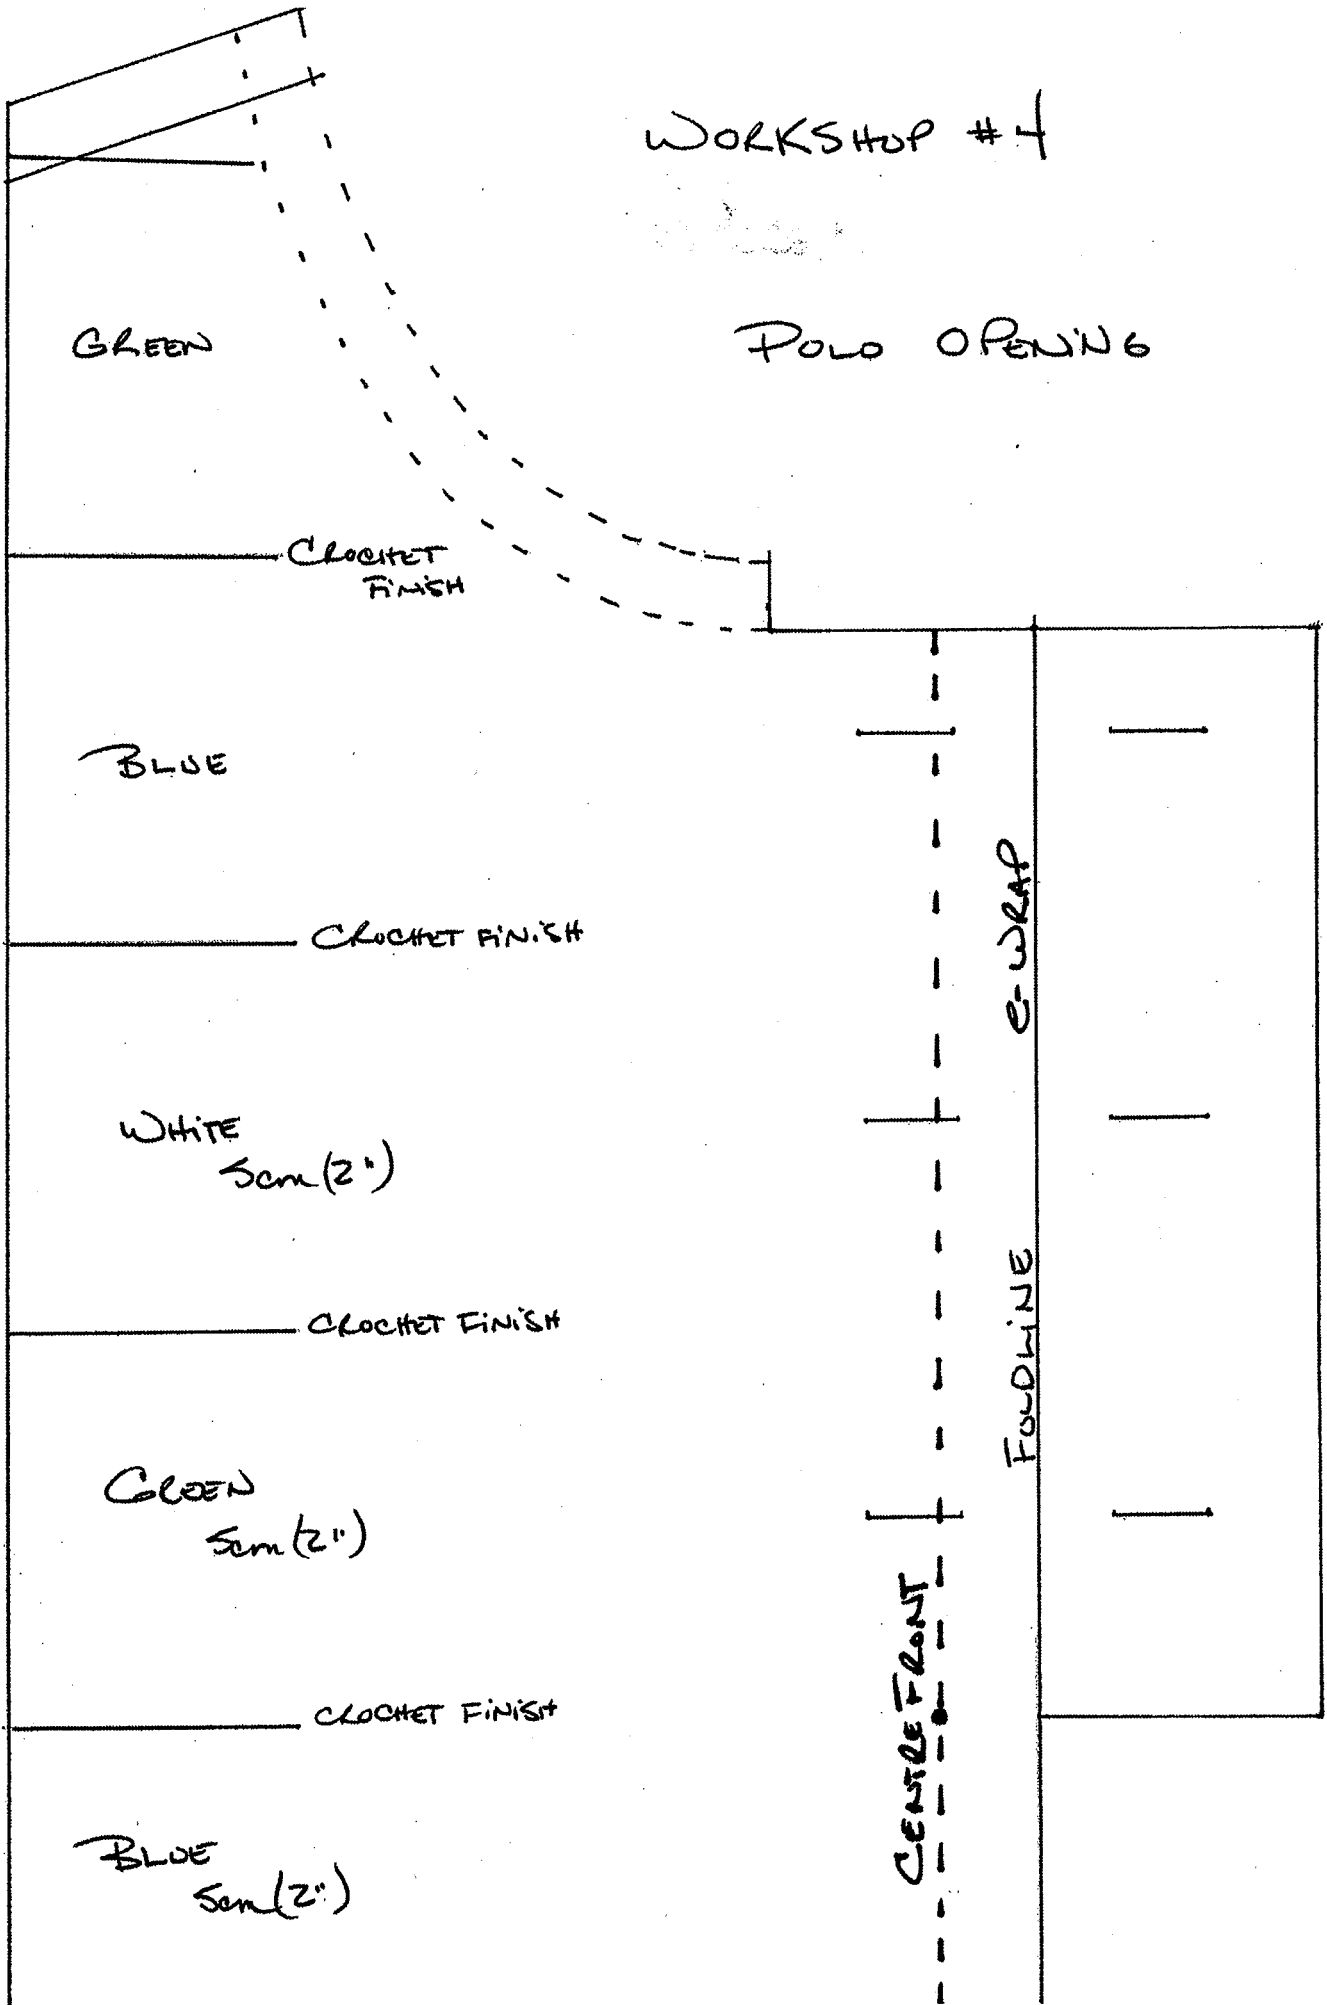 WORKSHOP #4
POLO OPENING
GREEN
CROCHET
FINISH
BLUE
CROCHET FINISH
e-WRAP
WHITE
5cm (2")
CROCHET FINISH
FOLDLINE
GREEN
5cm (2")
CENTRE FRONT
CROCHET FINISH
BLUE
5cm (2")